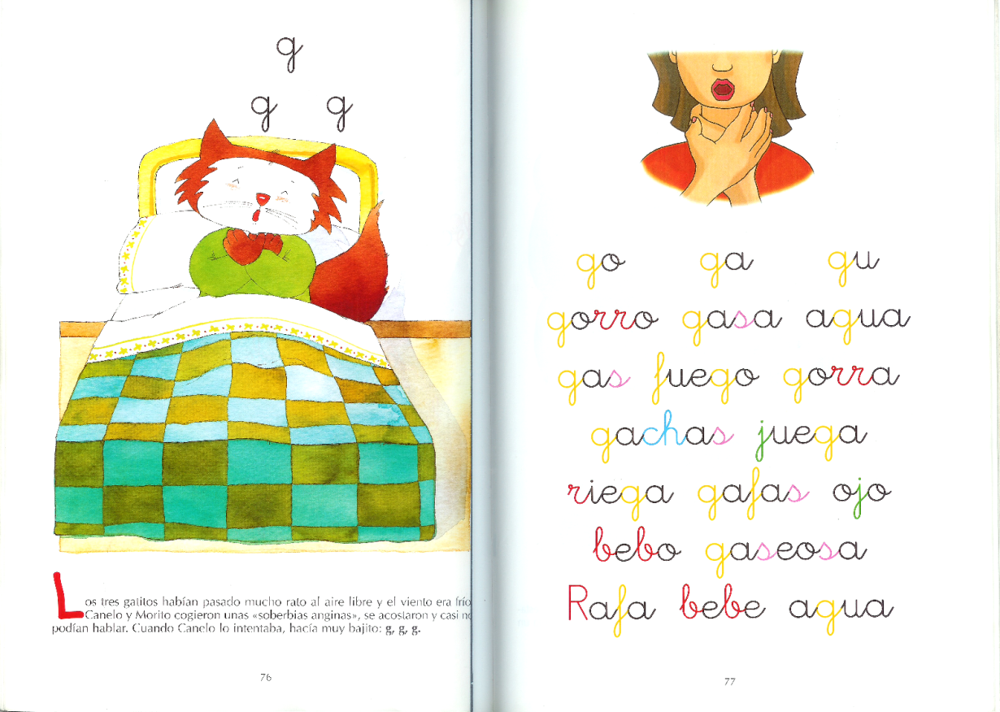 g
g g
Los tres gatitos habían pasado mucho rato al aire libre y el viento era frío
Canelo y Morito cogieron unas «soberbias anginas», se acostaron y casi no
podían hablar. Cuando Canelo lo intentaba, hacía muy bajito: g, g, g.
76
go ga gu
gorro gasa agua
gas fuego gorra
gachas juega
riega gafas ojo
bebo gaseosa
Rafa bebe agua
77